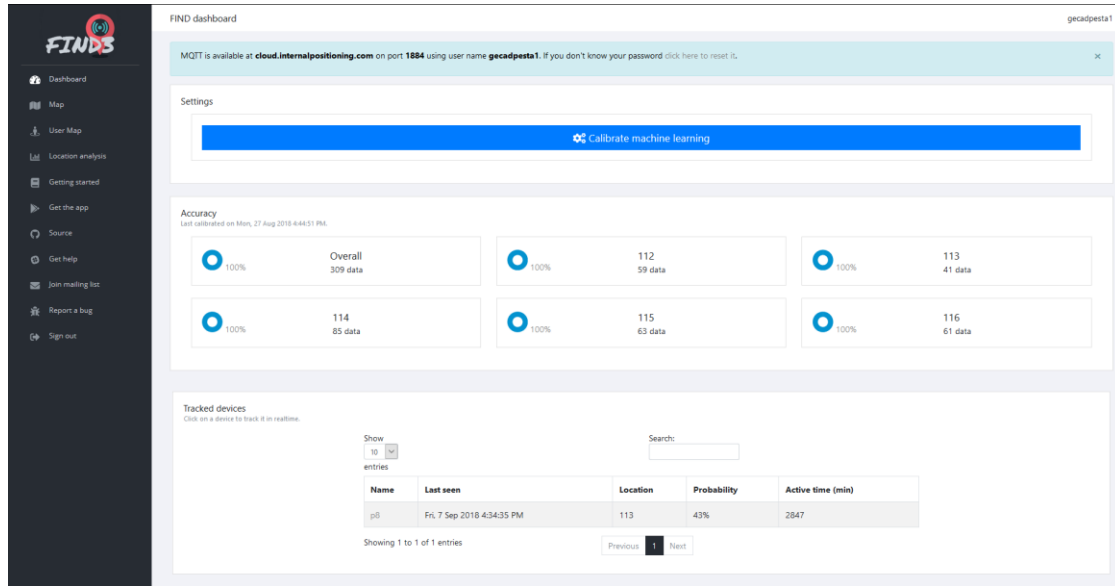 FIND3
Dashboard
Map
User Map
Location analysis
Getting started
Get the app
Source
Get help
Join mailing list
Report a bug
Sign out
FIND dashboard
gecadpesta1
MQTT is available at cloud.internalpositioning.com on port 1884 using user name gecadpesta1. If you don't know your password click here to reset it.
×
Settings
Calibrate machine learning
Accuracy
Last calibrated on Mon, 27 Aug 2018 4:44:51 PM.
100%
Overall
309 data
100%
112
59 data
100%
113
41 data
100%
114
85 data
100%
115
63 data
100%
116
61 data
Tracked devices
Click on a device to track it in realtime.
Show
10
entries
Search:
Name Last seen Location Probability Active time (min)
p8 Fri, 7 Sep 2018 4:34:35 PM 113 43% 2847
Showing 1 to 1 of 1 entries
Previous 1 Next